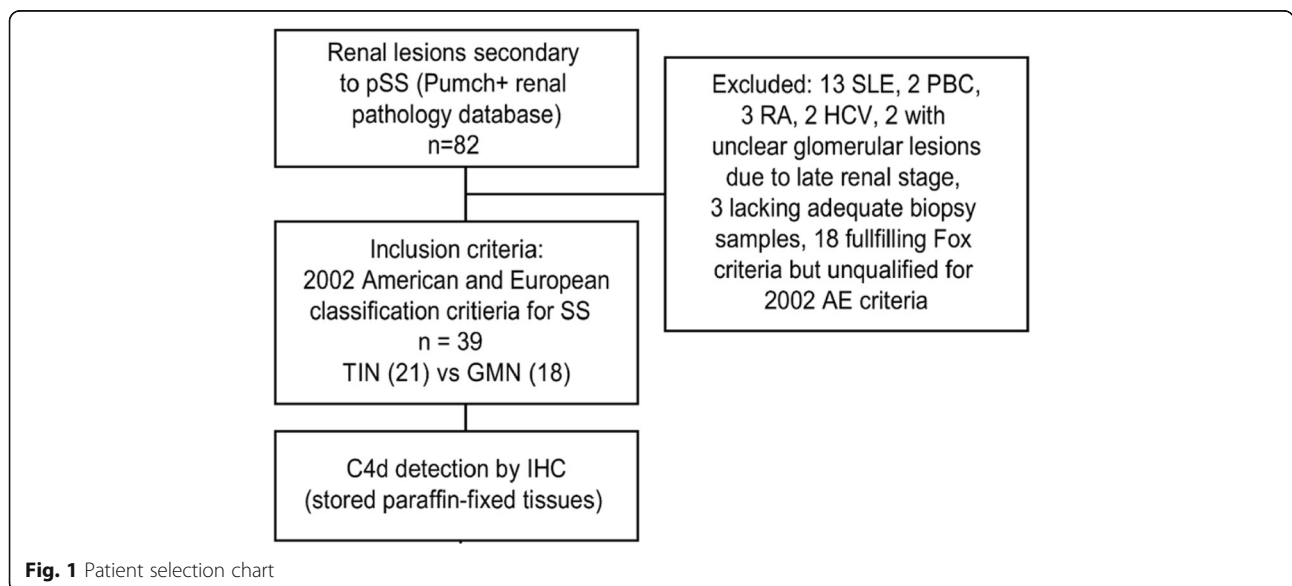 Renal lesions secondary
to pSS (Pumch+ renal
pathology database)
n=82
Excluded: 13 SLE, 2 PBC,
3 RA, 2 HCV, 2 with
unclear glomerular lesions
due to late renal stage,
3 lacking adequate biopsy
samples, 18 fullfilling Fox
criteria but unqualified for
2002 AE criteria
Inclusion criteria:
2002 American and European
classification critieria for SS
n = 39
TIN (21) vs GMN (18)
C4d detection by IHC
(stored paraffin-fixed tissues)
Fig. 1 Patient selection chart